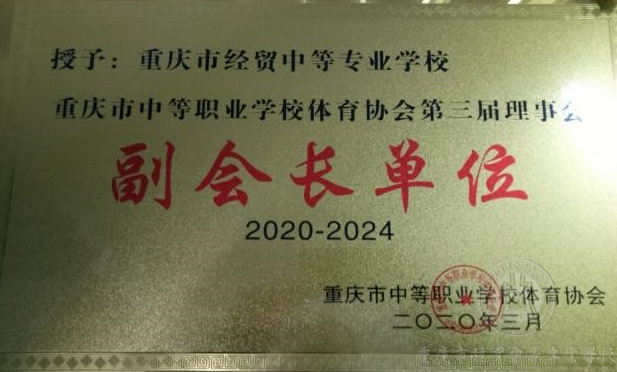 授予：重庆市经贸中等专业学校
重庆市中等职业学校体育协会第三届理事会
副会长单位
2020-2024
重庆市中等职业学校体育协会
二〇二〇年三月